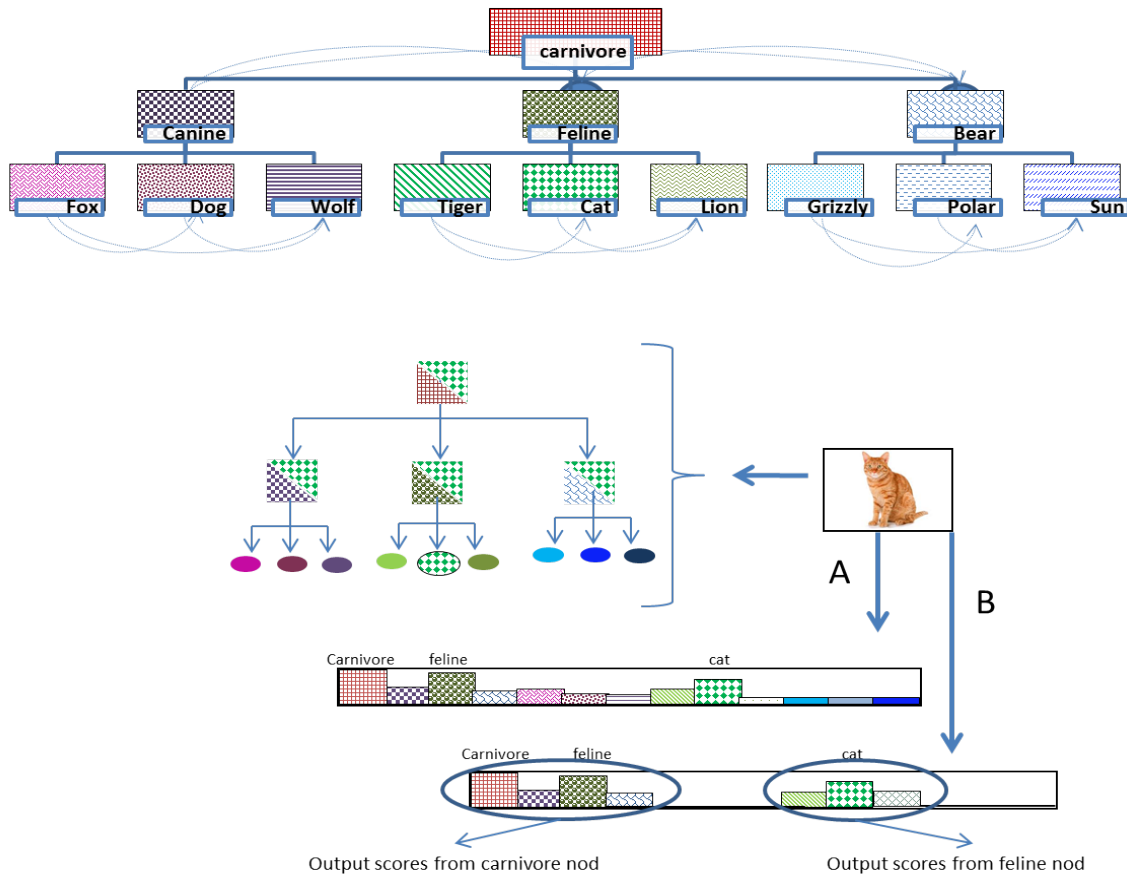 carnivore
Canine Feline Bear
Fox Dog Wolf Tiger Cat Lion Grizzly Polar Sun
A
B
Carnivore feline cat
Carnivore feline cat
Output scores from carnivore nod Output scores from feline nod